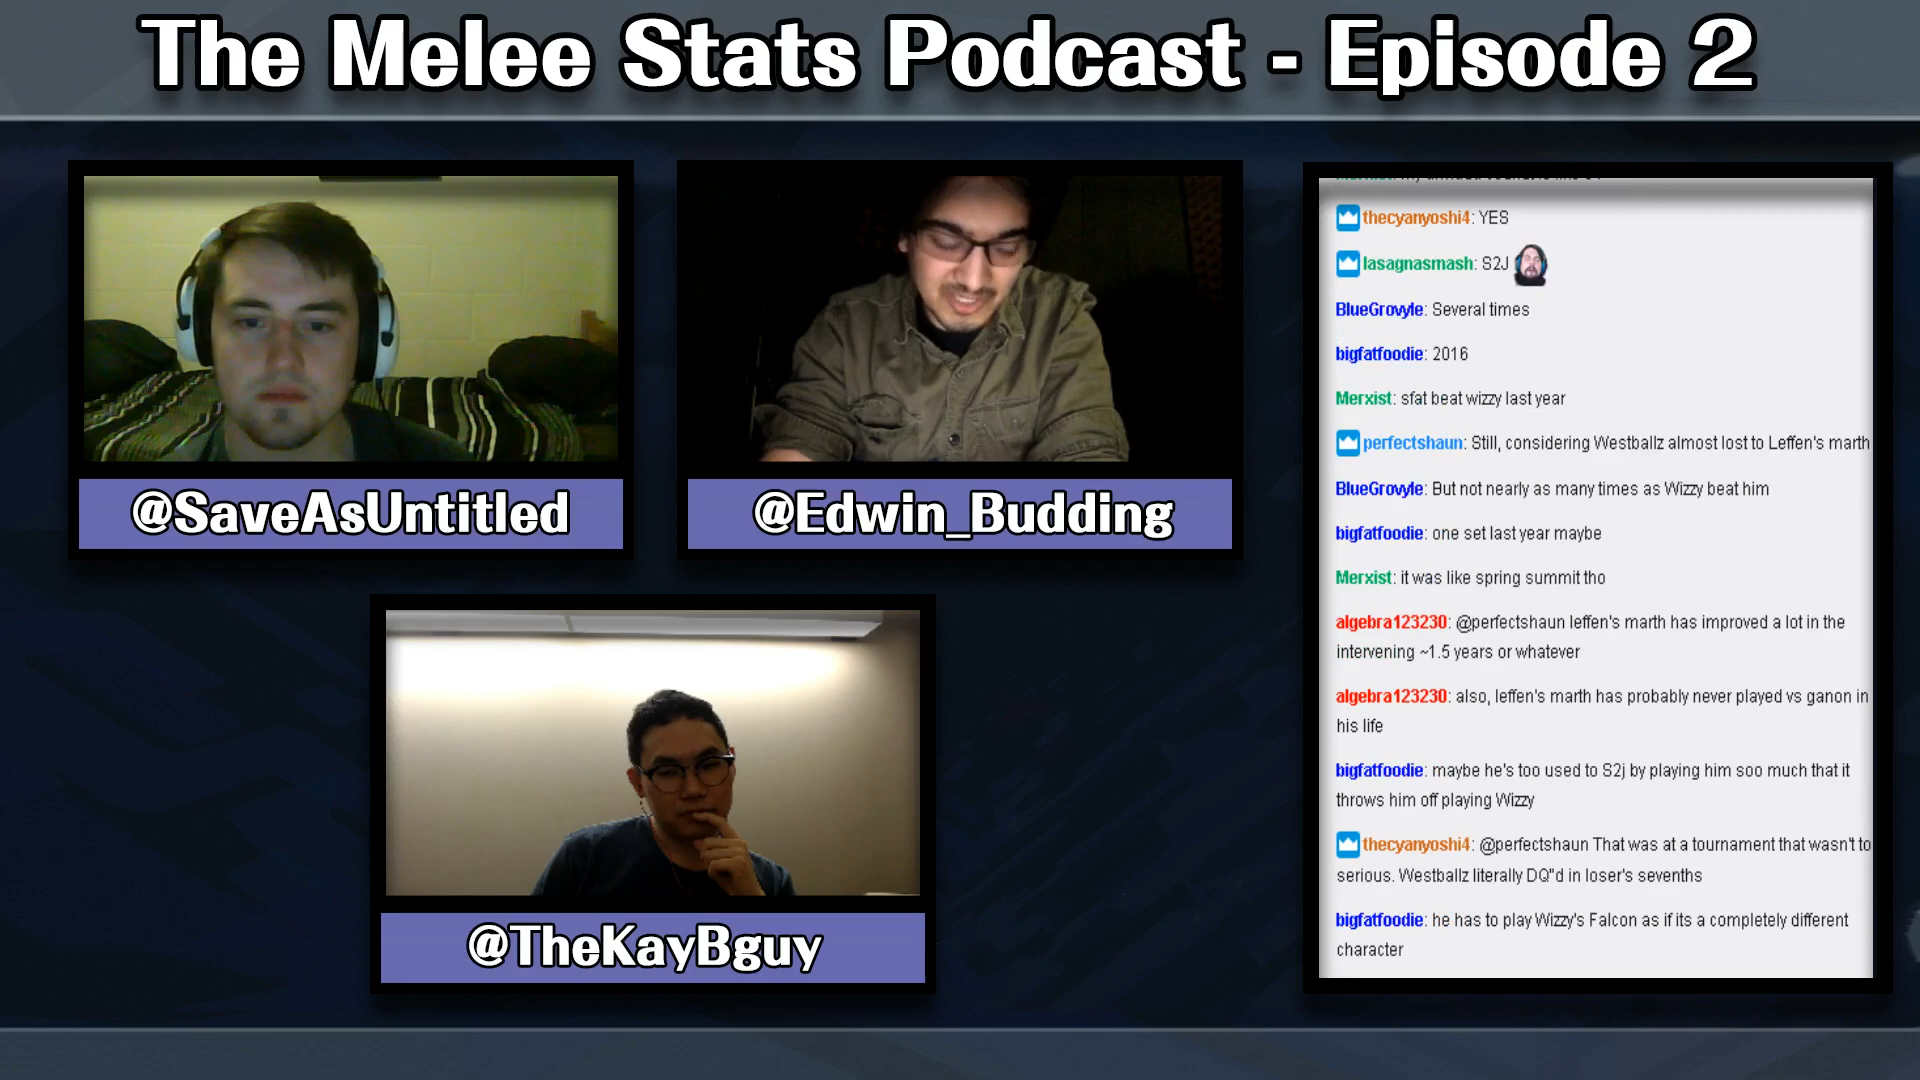 The Melee Stats Podcast - Episode 2
@SaveAsUntitled
@Edwin_Budding
@TheKayBguy
thecyanyoshi4: YES
lasagnasmash: S2J
BlueGrovyle: Several times
bigfatfoodie: 2016
Merxist: sfat beat wizzy last year
perfectshaun: Still, considering Westballz almost lost to Leffen's marth
BlueGrovyle: But not nearly as many times as Wizzy beat him
bigfatfoodie: one set last year maybe
Merxist: it was like spring summit tho
algebra123230: @perfectshaun leffen's marth has improved a lot in the
intervening ~1.5 years or whatever
algebra123230: also, leffen's marth has probably never played vs ganon in
his life
bigfatfoodie: maybe he's too used to S2j by playing him soo much that it
throws him off playing Wizzy
thecyanyoshi4: @perfectshaun That was at a tournament that wasn't to
serious. Westballz literally DQ"d in loser's sevenths
bigfatfoodie: he has to play Wizzy's Falcon as if its a completely different
character